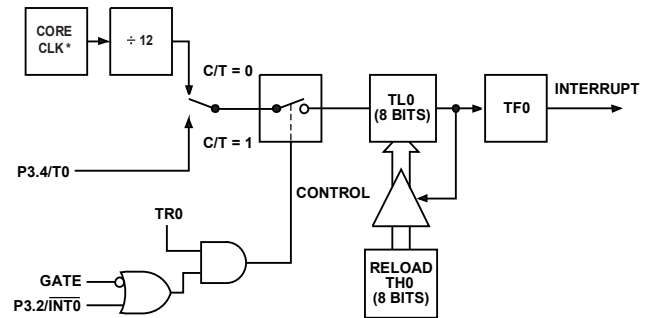 CORE
CLK*
÷ 12
C/T = 0
C/T = 1
P3.4/T0
TL0
(8 BITS)
TF0
INTERRUPT
CONTROL
TR0
GATE
P3.2/INT0
RELOAD
TH0
(8 BITS)